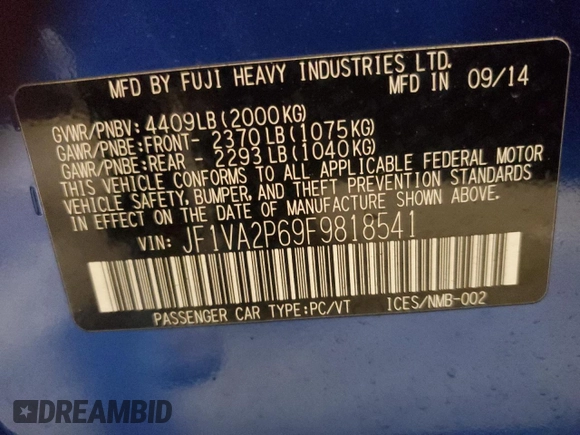 MFD BY FUJI HEAVY INDUSTRIES LTD.
MFD IN 09/14
GVWR/PNBV: 4409LB(2000KG)
GAWR/PNBE:FRONT- 2370LB(1075KG)
GAWR/PNBE:REAR - 2293LB(1040KG)
THIS VEHICLE CONFORMS TO ALL APPLICABLE FEDERAL MOTOR
VEHICLE SAFETY, BUMPER, AND THEFT PREVENTION STANDARDS
IN EFFECT ON THE DATE OF MANUFACTURE SHOWN ABOVE.
VIN: JF1VA2P69F9818541
PASSENGER CAR TYPE:PC/VT ICES/NMB-002
DREAMBID